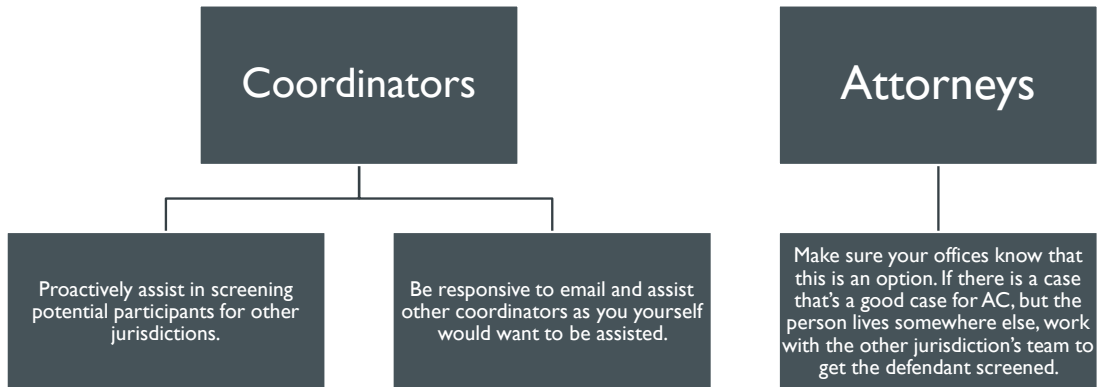 Coordinators
Attorneys
Proactively assist in screening
potential participants for other
jurisdictions.
Be responsive to email and assist
other coordinators as you yourself
would want to be assisted.
Make sure your offices know that
this is an option. If there is a case
that's a good case for AC, but the
person lives somewhere else, work
with the other jurisdiction's team to
get the defendant screened.